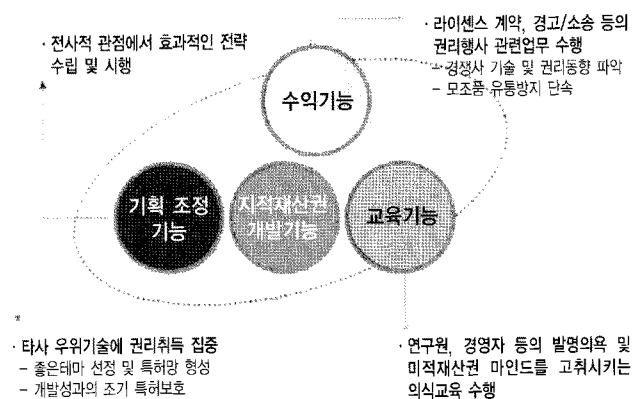 · 전사적 관점에서 효과적인 전략
수립 및 시행
· 라이센스 계약, 경고/소송 등의
권리행사 관련업무 수행
– 경쟁사 기술 및 권리동향 파악
– 모조품 유통방지 단속
수익기능
기획 조정
기능
지적재산권
개발기능
교육기능
· 타사 우위기술에 권리취득 집중
– 좋은테마 선정 및 특허망 형성
– 개발성과의 조기 특허보호
· 연구원, 경영자 등의 발명의욕 및
미적재산권 마인드를 고취시키는
의식교육 수행